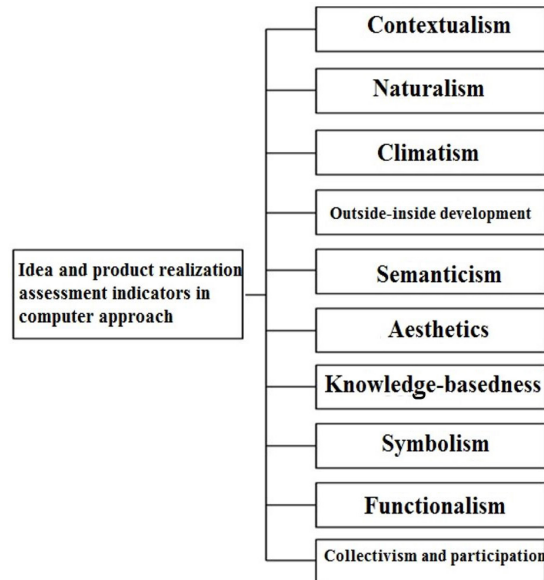 Contextualism
Naturalism
Climatism
Outside-inside development
Idea and product realization
assessment indicators in
computer approach
Semanticism
Aesthetics
Knowledge-basedness
Symbolism
Functionalism
Collectivism and participation